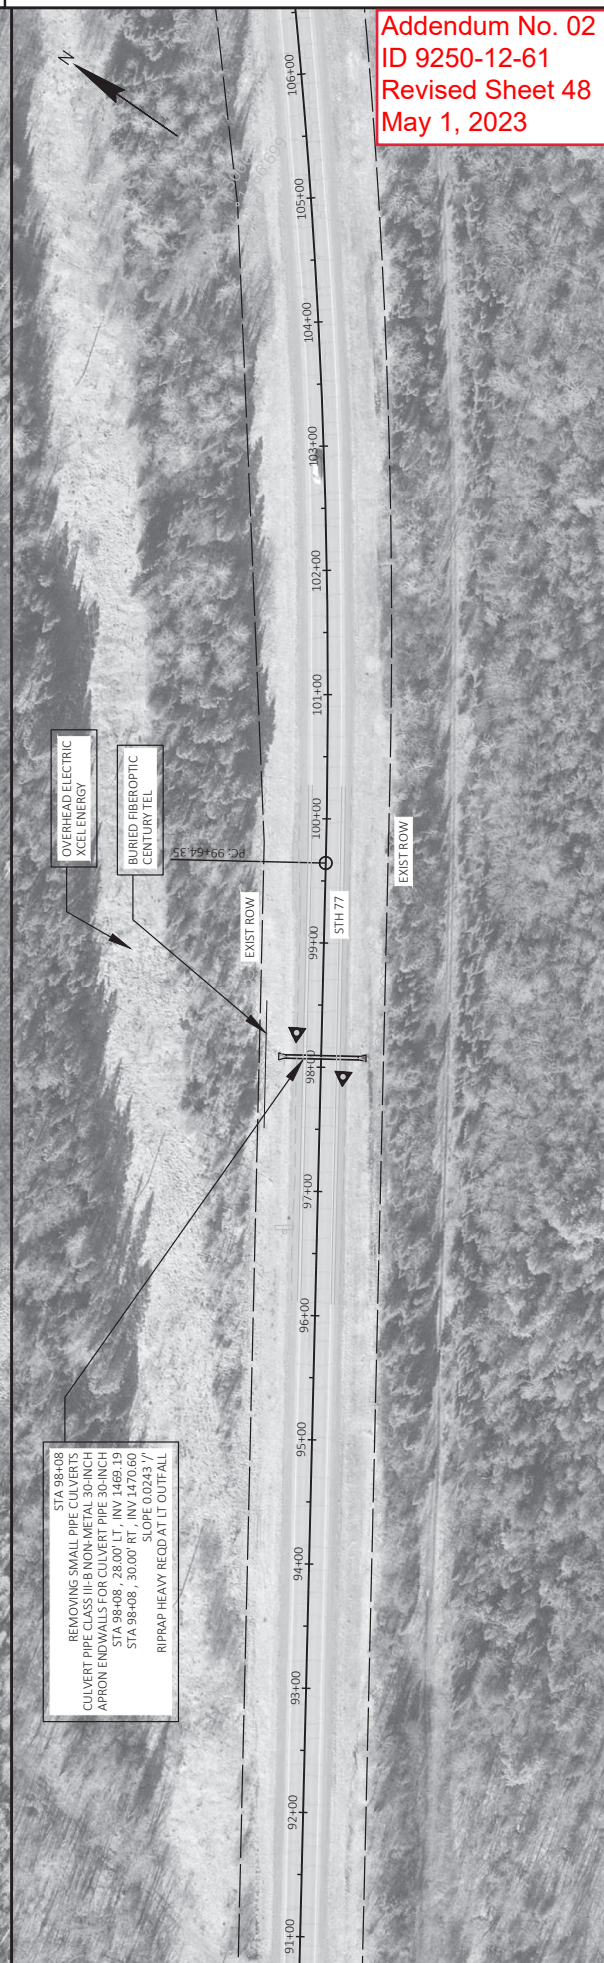 Addendum No. 02
ID 9250-12-61
Revised Sheet 48
May 1, 2023
N
106+00
105+00
104+00
103+00
102+00
101+00
100+00
99+00
98+00
97+00
96+00
95+00
94+00
93+00
92+00
91+00
OVERHEAD ELECTRIC
XCEL ENERGY
BURIED FIBEROPTIC
CENTURY TEL
PC: 99+64.35
EXIST ROW
STH 77
EXIST ROW
STA 98+08
REMOVING SMALL PIPE CULVERTS
CULVERT PIPE CLASS III-B NON-METAL 30-INCH
APRON ENDWALLS FOR CULVERT PIPE 30-INCH
STA 98+08 , 28.00' LT , INV 1469.19
STA 98+08 , 30.00' RT , INV 1470.60
SLOPE 0.0243 '/'
RIPRAP HEAVY REQD AT LT OUTFALL